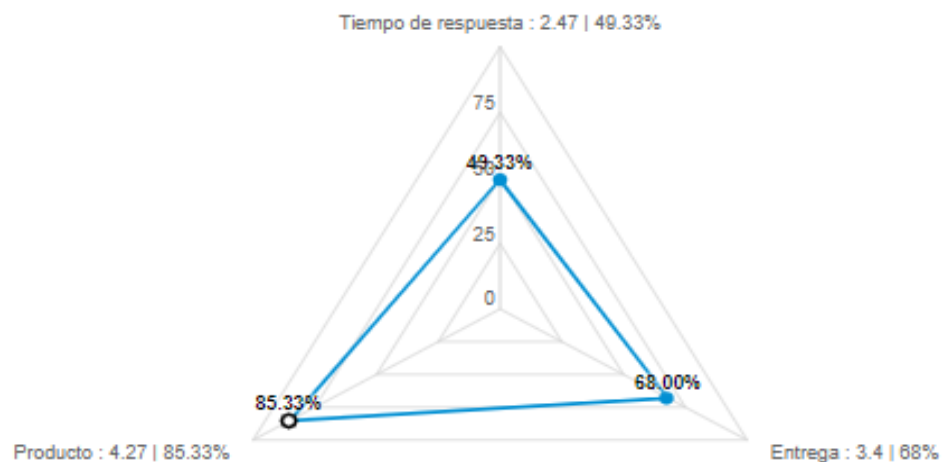 Tiempo de respuesta : 2.47 | 49.33%
75
49.33%
50
25
0
68.00%
85.33%
Producto : 4.27 | 85.33%
Entrega : 3.4 | 68%